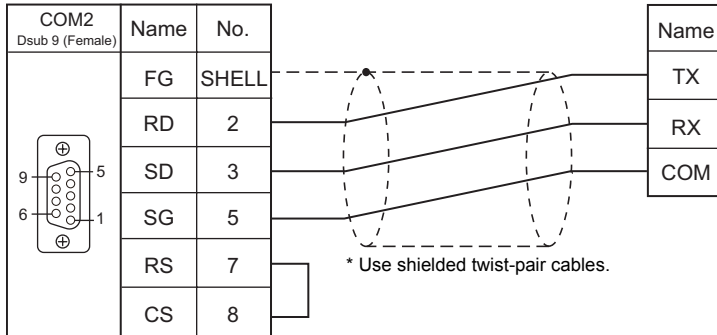 COM2
Dsub 9 (Female)
Name No.
FG SHELL
RD 2
SD 3
SG 5
RS 7
CS 8
9
5
6
1
* Use shielded twist-pair cables.
Name
TX
RX
COM